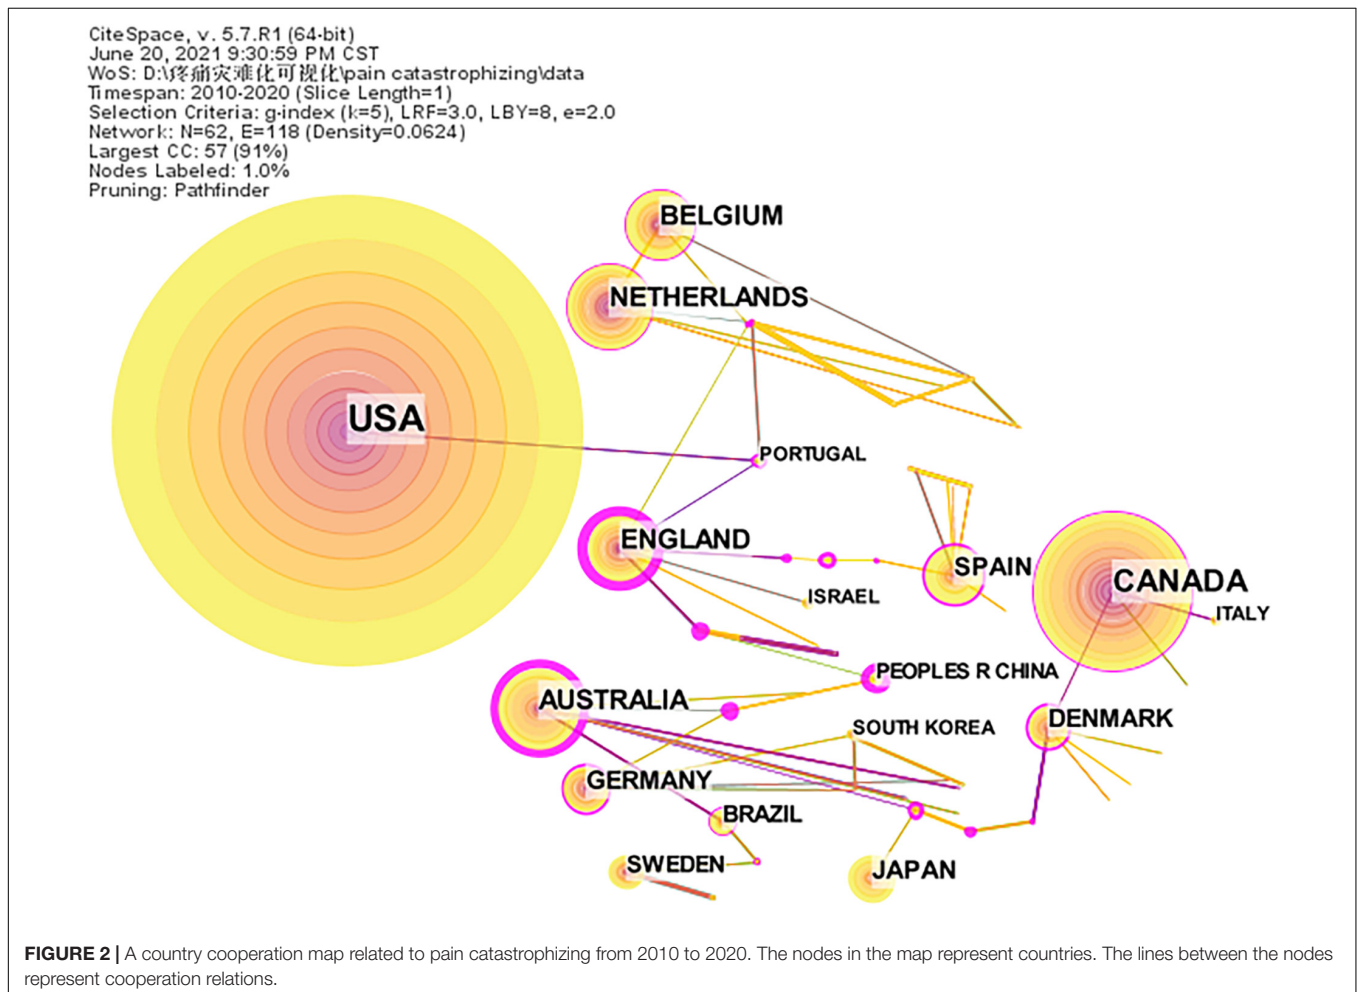 CiteSpace, v. 5.7.R1 (64-bit)
June 20, 2021 9:30:59 PM CST
WoS: D:\疼痛灾难化可视化\pain catastrophizing\data
Timespan: 2010-2020 (Slice Length=1)
Selection Criteria: g-index (k=5), LRF=3.0, LBY=8, e=2.0
Network: N=62, E=118 (Density=0.0624)
Largest CC: 57 (91%)
Nodes Labeled: 1.0%
Pruning: Pathfinder
BELGIUM
NETHERLANDS
USA
PORTUGAL
ENGLAND
SPAIN
CANADA
ISRAEL
ITALY
PEOPLES R CHINA
AUSTRALIA
DENMARK
SOUTH KOREA
GERMANY
BRAZIL
SWEDEN
JAPAN
FIGURE 2 | A country cooperation map related to pain catastrophizing from 2010 to 2020. The nodes in the map represent countries. The lines between the nodes
represent cooperation relations.